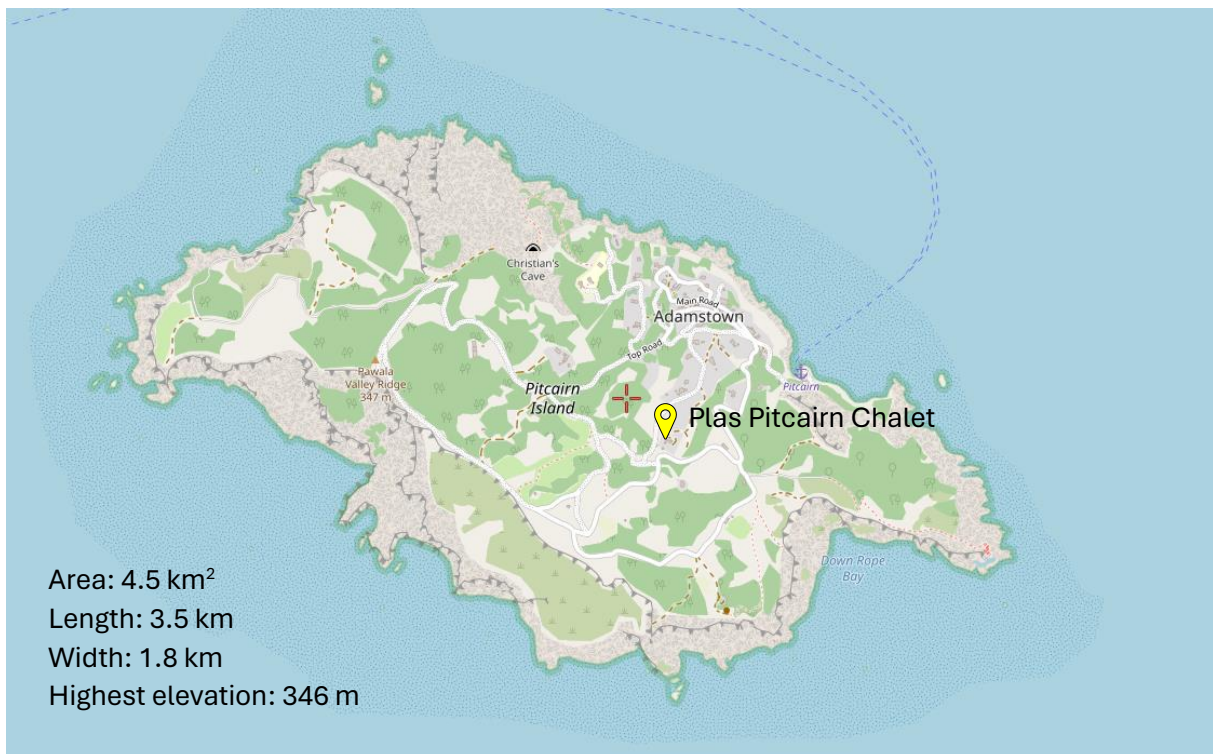 Christian's
Cave
Main Road
Adamstown
Top Road
Pawala
Valley Ridge
347 m
Pitcairn
Pitcairn
Island
Plas Pitcairn Chalet
Down Rope
Bay
Area: 4.5 km²
Length: 3.5 km
Width: 1.8 km
Highest elevation: 346 m